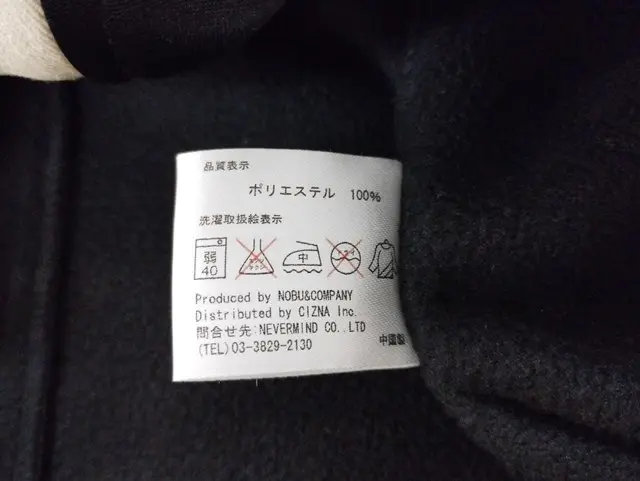 品質表示
ポリエステル 100%
洗濯取扱絵表示
弱
40
中
Produced by NOBU&COMPANY
Distributed by CIZNA Inc.
問合せ先:NEVERMIND CO.,LTD
(TEL) 03-3829-2130
中国製